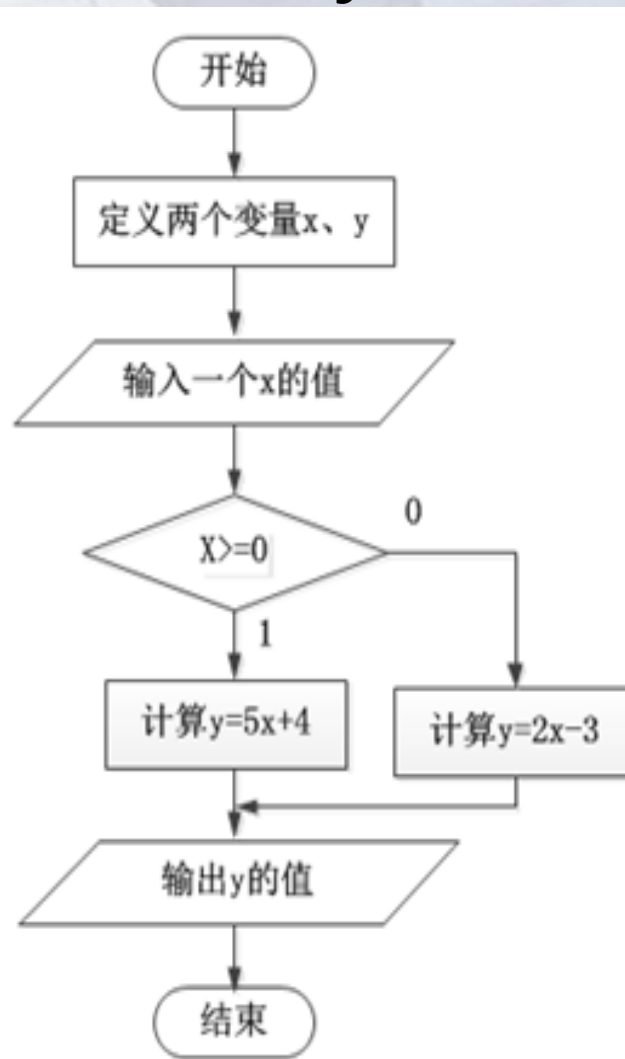 开始
定义两个变量x、y
输入一个x的值
X>=0
0
1
计算y=5x+4
计算y=2x-3
输出y的值
结束